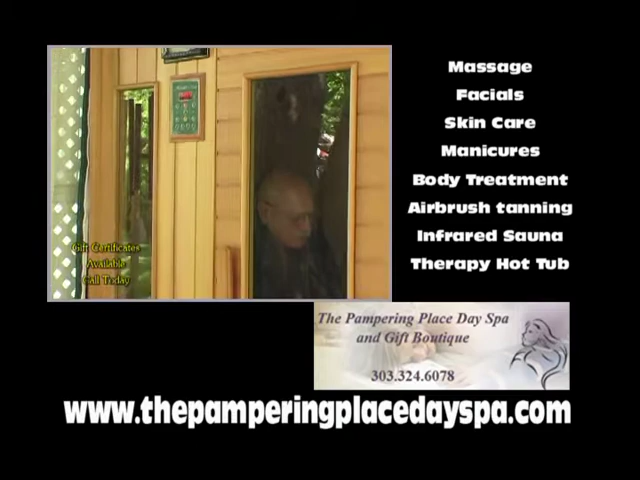 Massage
Facials
Skin Care
Manicures
Body Treatment
Airbrush tanning
Infrared Sauna
Therapy Hot Tub
Gift Certificates
Available
Call Today
The Pampering Place Day Spa
and Gift Boutique
303.324.6078
www.thepamperingplacedayspa.com